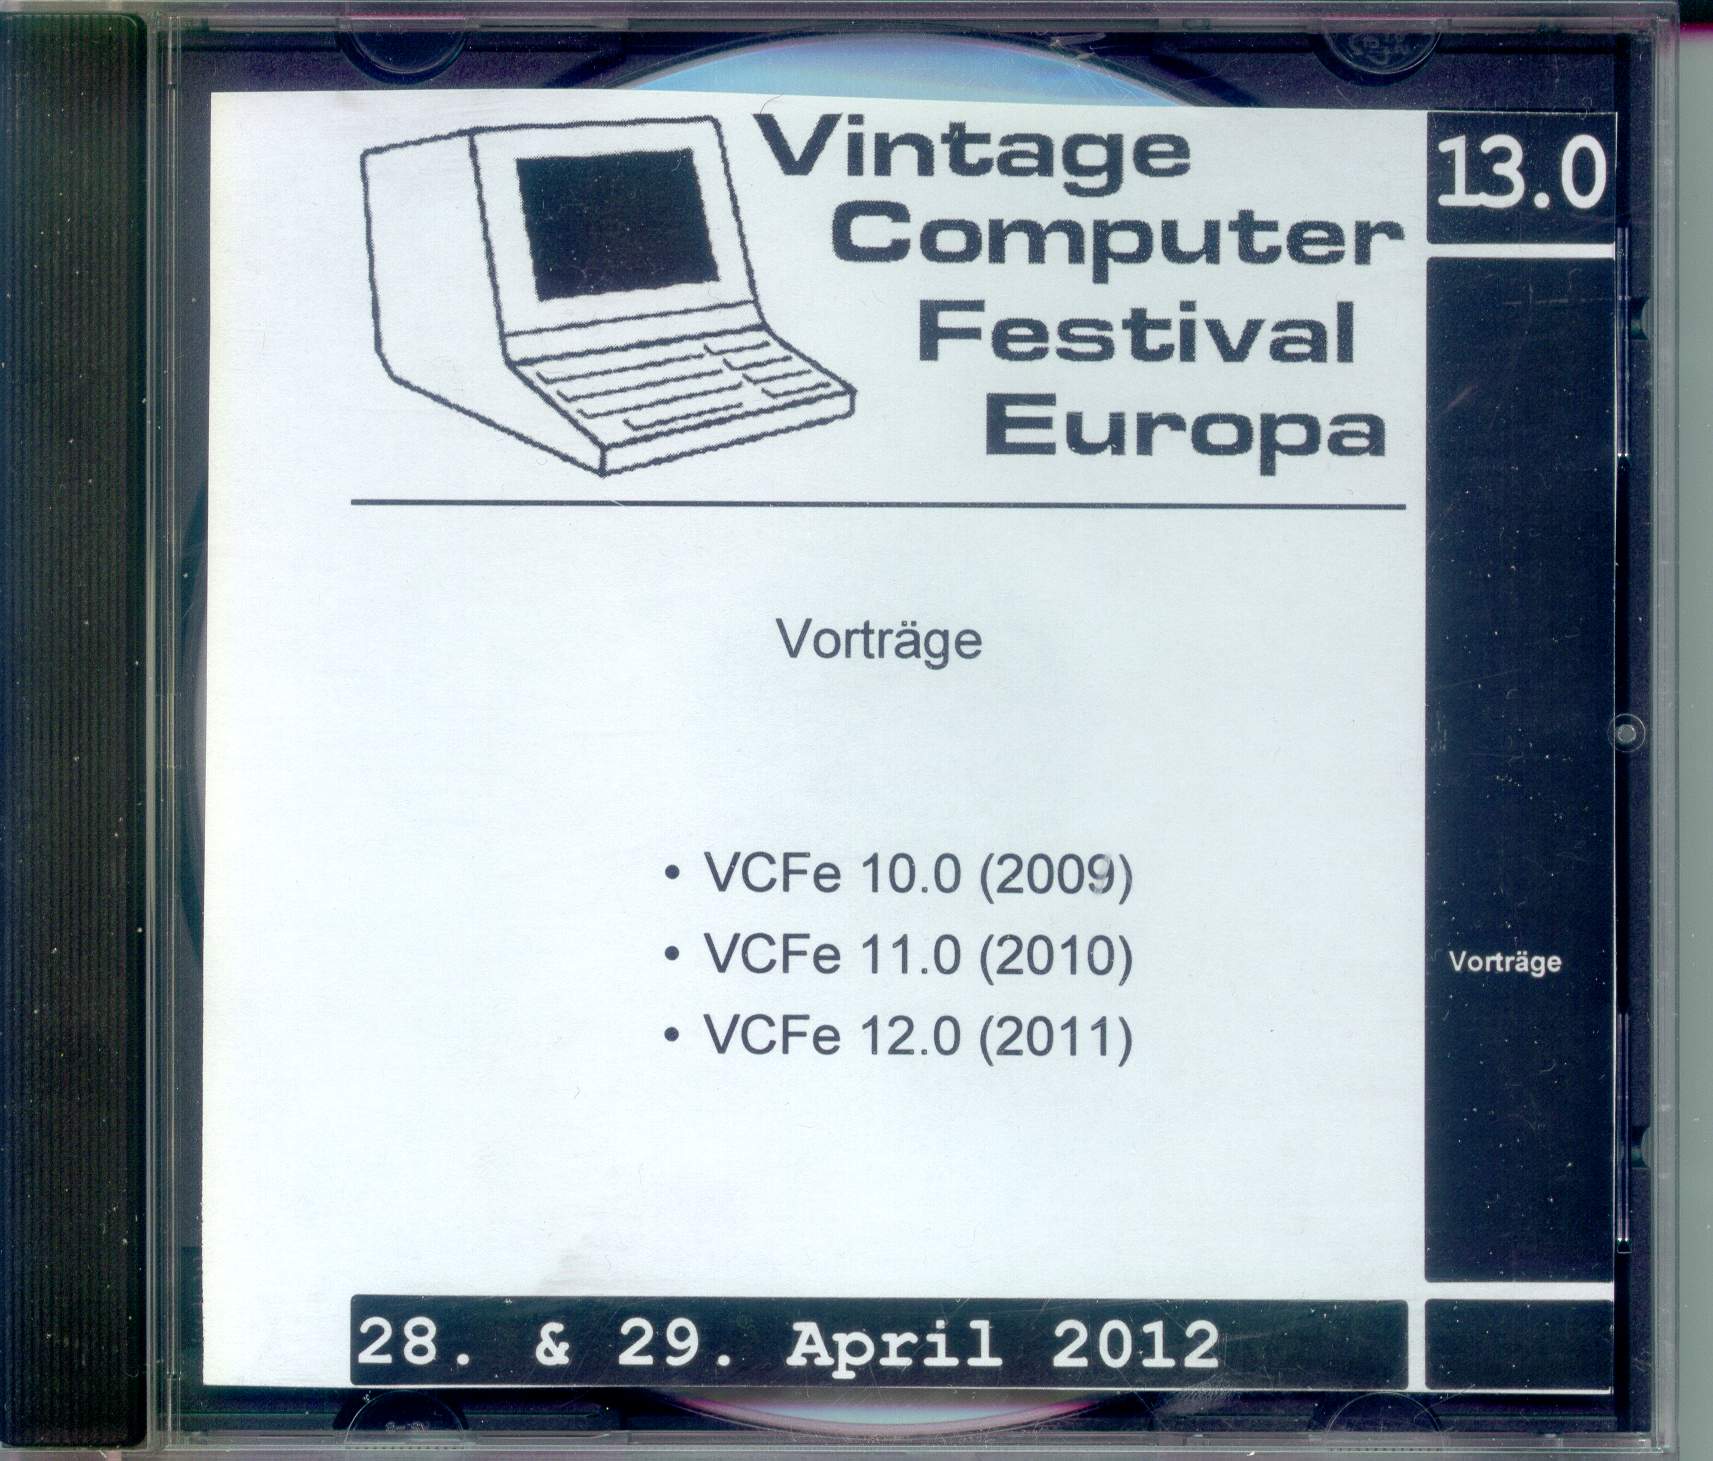 Vintage
Computer
Festival
Europa
13.0
Vorträge
• VCFe 10.0 (2009)
• VCFe 11.0 (2010)
• VCFe 12.0 (2011)
Vorträge
28. & 29. April 2012